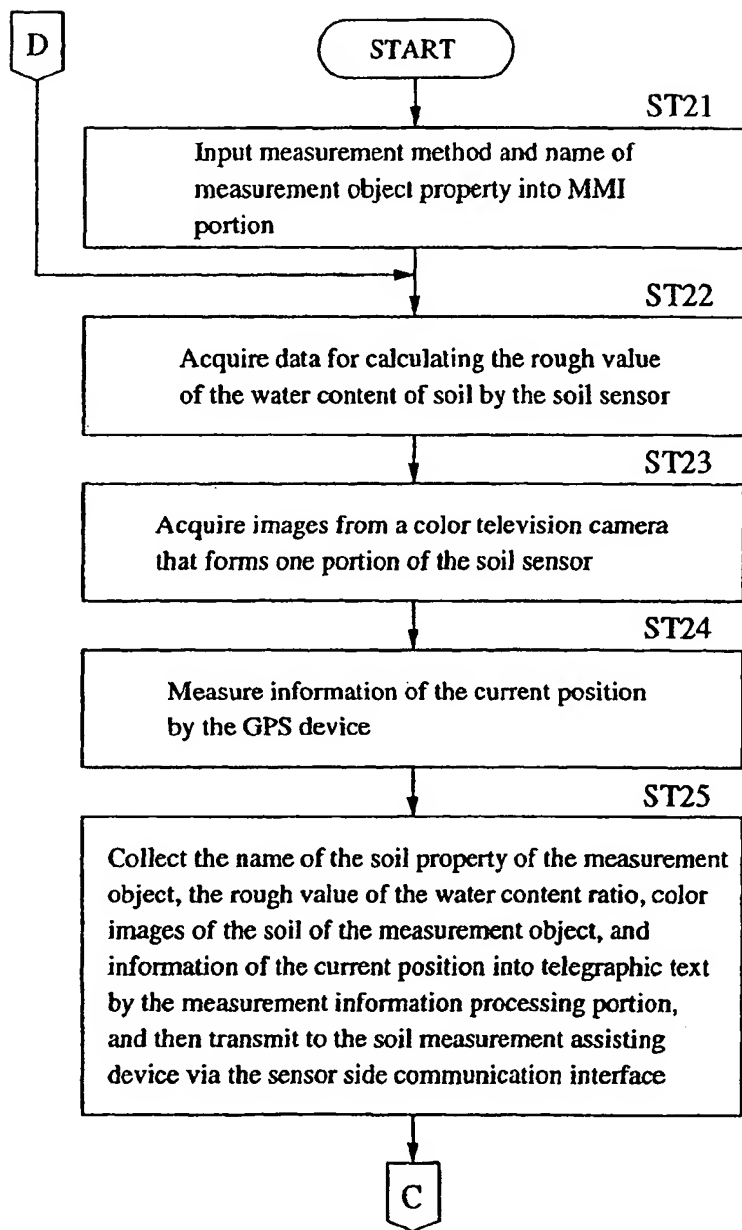 D
START
ST21
Input measurement method and name of
measurement object property into MMI
portion
ST22
Acquire data for calculating the rough value
of the water content of soil by the soil sensor
ST23
Acquire images from a color television camera
that forms one portion of the soil sensor
ST24
Measure information of the current position
by the GPS device
ST25
Collect the name of the soil property of the measurement
object, the rough value of the water content ratio, color
images of the soil of the measurement object, and
information of the current position into telegraphic text
by the measurement information processing portion,
and then transmit to the soil measurement assisting
device via the sensor side communication interface
C